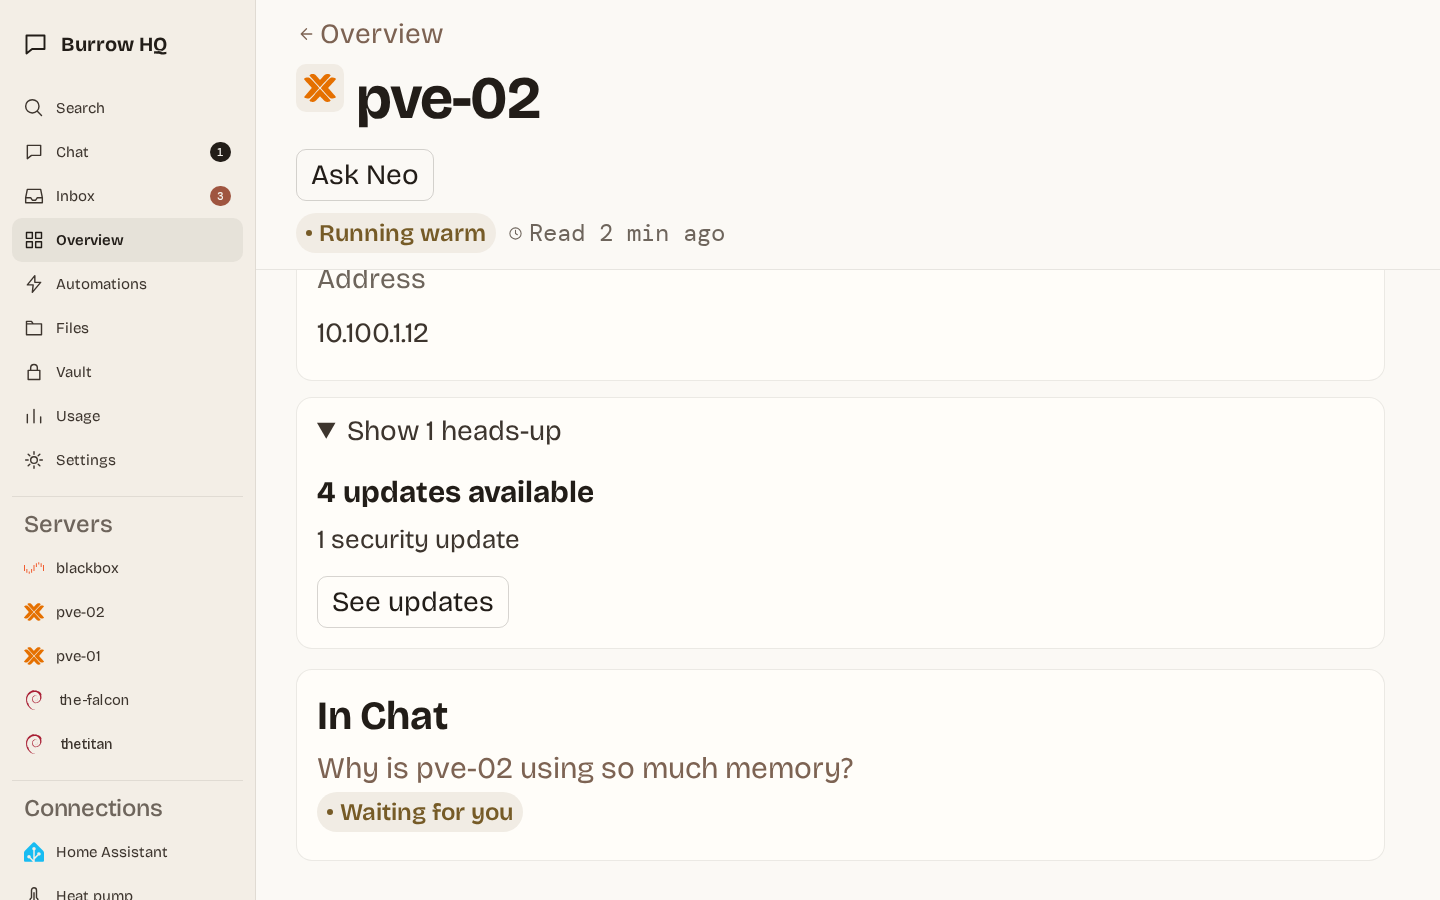 Burrow HQ
Search
Chat 1
Inbox 3
Overview
Automations
Files
Vault
Usage
Settings
Servers
blackbox
pve-02
pve-01
the-falcon
thetitan
Connections
Home Assistant
Heat pump
← Overview
pve-02
Ask Neo
• Running warm Read 2 min ago
Address
10.100.1.12
▼ Show 1 heads-up
4 updates available
1 security update
See updates
In Chat
Why is pve-02 using so much memory?
• Waiting for you